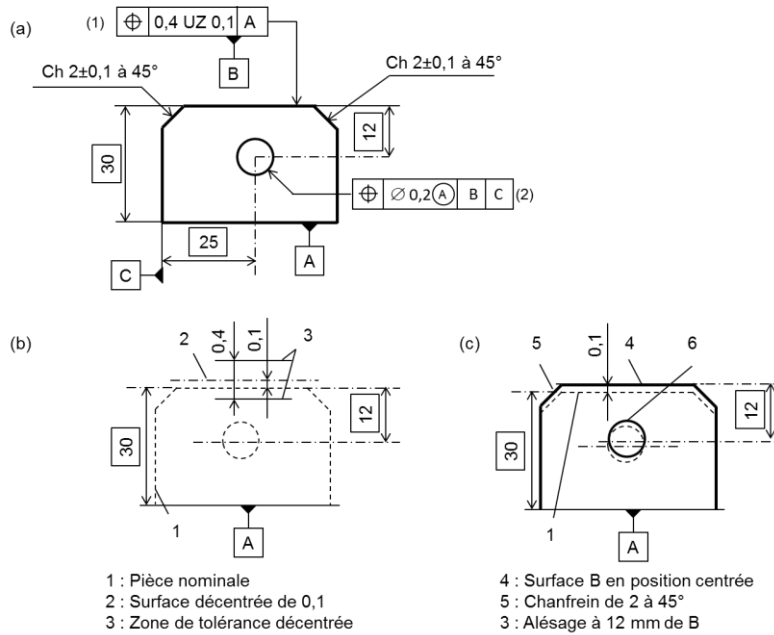 (a)
(1) ⌖ 0,4 UZ 0,1 A
B
Ch 2±0,1 à 45°
Ch 2±0,1 à 45°
30
12
⌖ ∅ 0,2 Ⓐ B C (2)
25
A
C
(b)
2
0,4
0,1
3
12
30
1
A
1 : Pièce nominale
2 : Surface décentrée de 0,1
3 : Zone de tolérance décentrée
(c)
5
0,1
4
6
12
30
1
A
4 : Surface B en position centrée
5 : Chanfrein de 2 à 45°
3 : Alésage à 12 mm de B